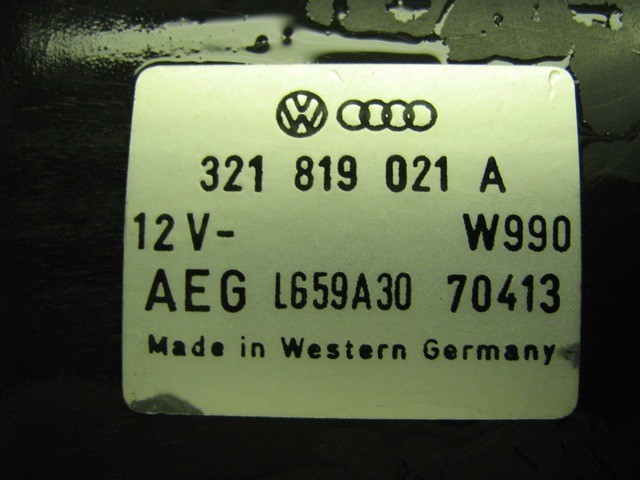 321 819 021 A
12V- W990
AEG L659A30 70413
Made in Western Germany